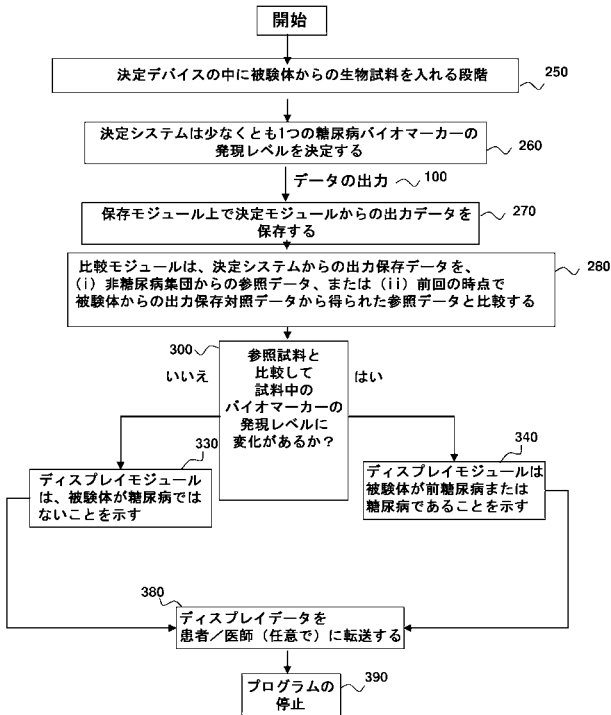 開始
決定デバイスの中に被験体からの生物試料を入れる段階
250
決定システムは少なくとも1つの糖尿病バイオマーカーの
発現レベルを決定する
260
データの出力
100
保存モジュール上で決定モジュールからの出力データを
保存する
270
比較モジュールは、決定システムからの出力保存データを、
(i) 非糖尿病集団からの参照データ、または (ii) 前回の時点で
被験体からの出力保存対照データから得られた参照データと比較する
280
300
いいえ
参照試料と
比較して
試料中の
バイオマーカーの
発現レベルに
変化があるか？
はい
330
ディスプレイモジュール
は、被験体が糖尿病では
ないことを示す
340
ディスプレイモジュールは
被験体が前糖尿病または
糖尿病であることを示す
380
ディスプレイデータを
患者／医師（任意で）に転送する
プログラムの
停止
390